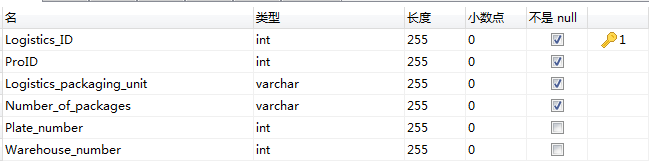 名 类型 长度 小数点 不是 null
Logistics_ID int 255 0 1
ProID int 255 0
Logistics_packaging_unit varchar 255 0
Number_of_packages varchar 255 0
Plate_number int 255 0
Warehouse_number int 255 0